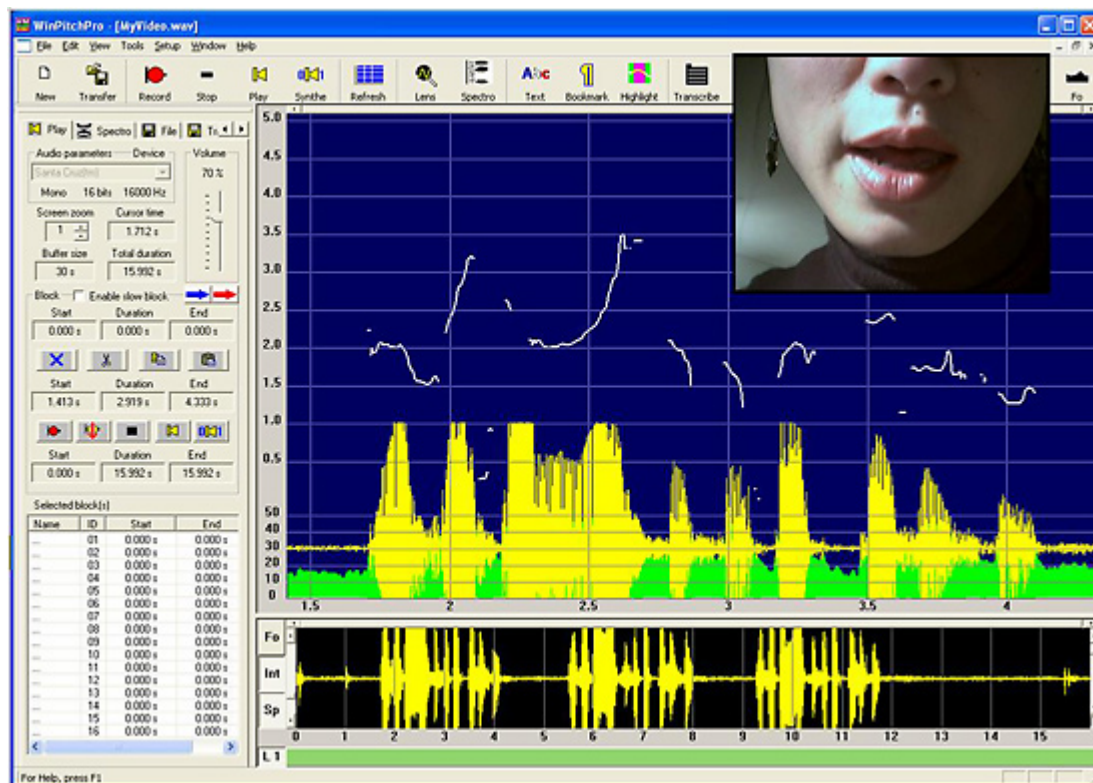 WinPitchPro - [MyVideo.wav]
File Edit View Tools Setup Window Help
New Transfer Record Stop Play Synthe Refresh Lens Spectro Text Bookmark Highlight Transcribe Fo
Abc
Play Spectro File
Audio parameters Device Volume
Santa Cruz(tm) 70 %
Mono 16 bits 16000 Hz
Screen zoom Cursor time
1 1.712 s
Buffer size Total duration
30 s 15.992 s
Block Enable slow block
Start Duration End
0.000 s 0.000 s 0.000 s
Start Duration End
1.413 s 2.919 s 4.333 s
Start Duration End
0.000 s 15.992 s 15.992 s
Selected block(s)
Name ID Start End
... 01 0.000 s 0.000 s
... 02 0.000 s 0.000 s
... 03 0.000 s 0.000 s
... 04 0.000 s 0.000 s
... 05 0.000 s 0.000 s
... 06 0.000 s 0.000 s
... 07 0.000 s 0.000 s
... 08 0.000 s 0.000 s
... 09 0.000 s 0.000 s
... 10 0.000 s 0.000 s
... 11 0.000 s 0.000 s
... 12 0.000 s 0.000 s
... 13 0.000 s 0.000 s
... 14 0.000 s 0.000 s
... 15 0.000 s 0.000 s
... 16 0.000 s 0.000 s
5.0
4.5
4.0
3.5
3.0
2.5
2.0
1.5
1.0
0.5
50
40
30
20
10
0
1.5 2 2.5 3 3.5 4
Fo
Int
Sp
0 1 2 3 4 5 6 7 8 9 10 11 12 13 14 15
L 1
For Help, press F1